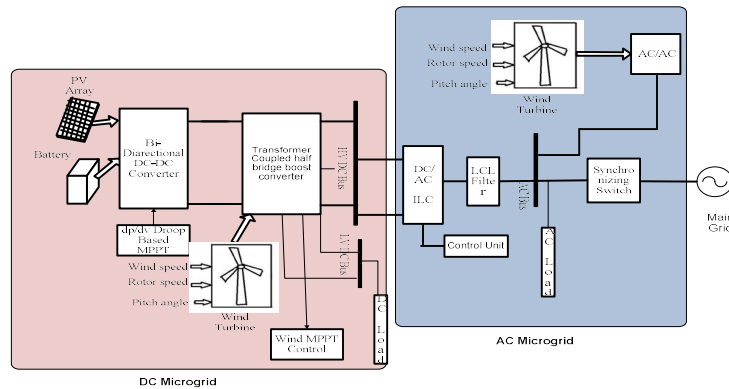 PV
Array
Battery
Bi-
Diarectional
DC-DC
Converter
dp/dv Droop
Based
MPPT
Transformer
Coupled half
bridge boost
converter
HV DC Bus
LV DC Bus
Wind speed
Rotor speed
Pitch angle
Wind
Turbine
Wind MPPT
Control
DC Load
DC Microgrid
Wind speed
Rotor speed
Pitch angle
Wind
Turbine
AC/AC
DC/
AC
ILC
LCL
Filte
r
AC Bus
Synchro
nizing
Switch
Control Unit
AC Load
Main
Grid
AC Microgrid